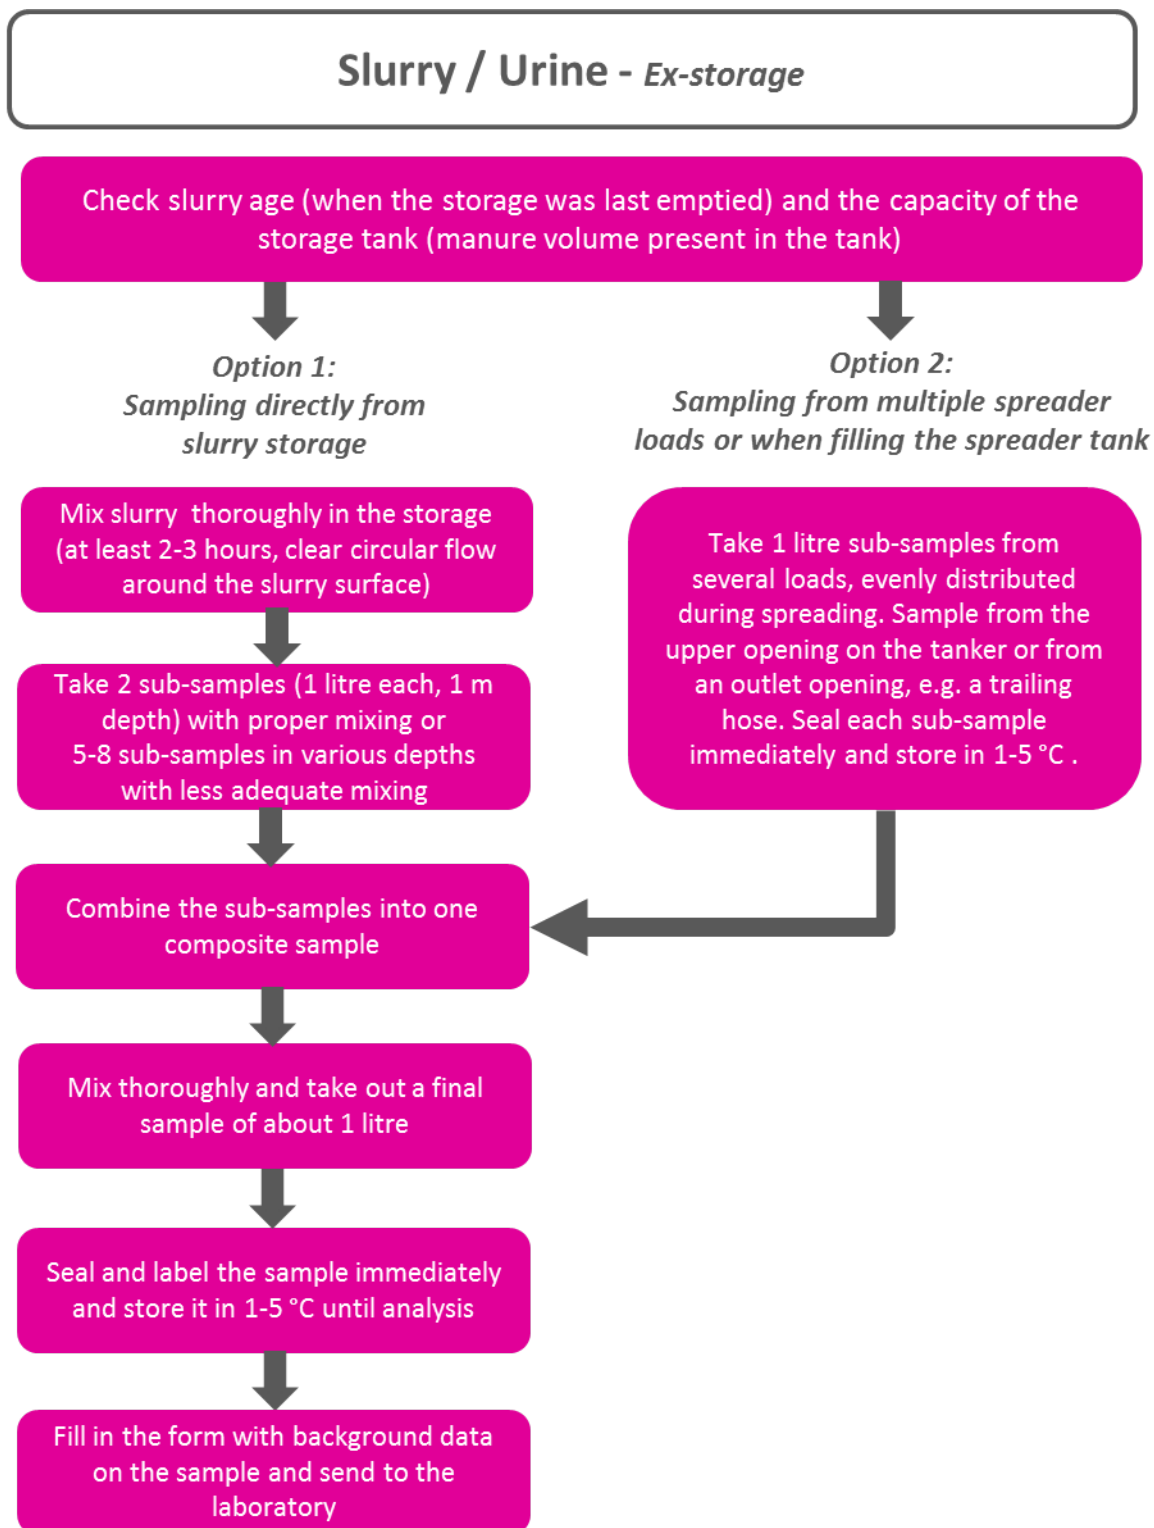 Slurry / Urine - Ex-storage
Check slurry age (when the storage was last emptied) and the capacity of the
storage tank (manure volume present in the tank)
Option 1:
Sampling directly from
slurry storage
Mix slurry thoroughly in the storage
(at least 2-3 hours, clear circular flow
around the slurry surface)
Take 2 sub-samples (1 litre each, 1 m
depth) with proper mixing or
5-8 sub-samples in various depths
with less adequate mixing
Option 2:
Sampling from multiple spreader
loads or when filling the spreader tank
Take 1 litre sub-samples from
several loads, evenly distributed
during spreading. Sample from the
upper opening on the tanker or from
an outlet opening, e.g. a trailing
hose. Seal each sub-sample
immediately and store in 1-5 °C .
Combine the sub-samples into one
composite sample
Mix thoroughly and take out a final
sample of about 1 litre
Seal and label the sample immediately
and store it in 1-5 °C until analysis
Fill in the form with background data
on the sample and send to the
laboratory